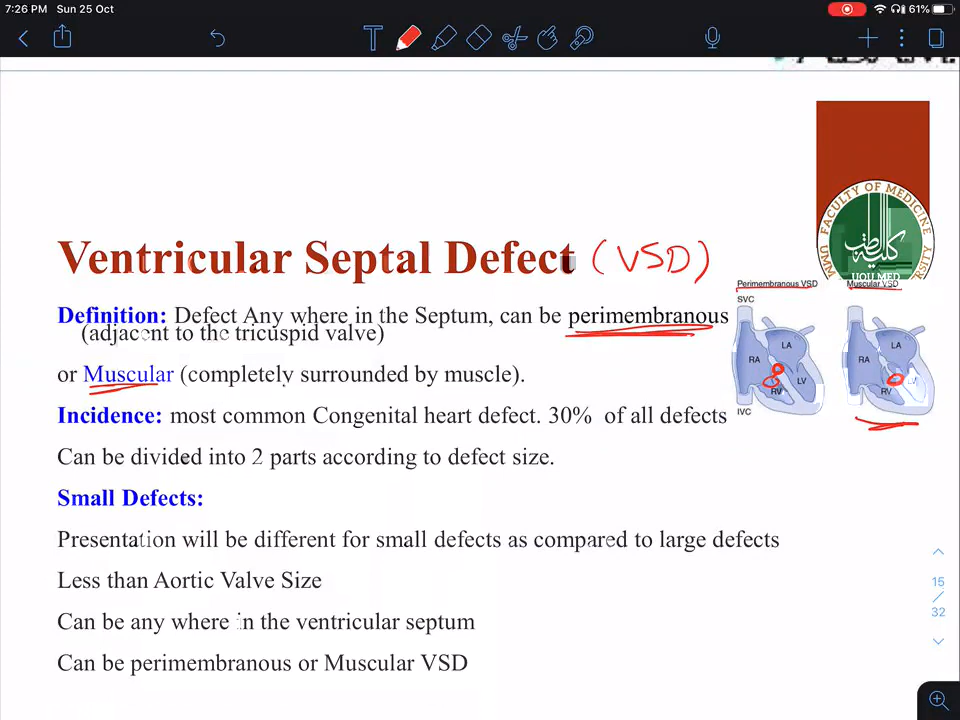 7:26 PM Sun 25 Oct
61%
Ventricular Septal Defect (VSD)
Definition: Defect Any where in the Septum, can be perimembranous
(adjacent to the tricuspid valve)
or Muscular (completely surrounded by muscle).
Incidence: most common Congenital heart defect. 30% of all defects
Can be divided into 2 parts according to defect size.
Small Defects:
Presentation will be different for small defects as compared to large defects
Less than Aortic Valve Size
Can be any where in the ventricular septum
Can be perimembranous or Muscular VSD
FACULTY OF MEDICINE
كلية الطب
UQU MED
Perimembranous VSD
SVC
LA
RA
LV
RV
IVC
Muscular VSD
LA
RA
LV
RV
15
/
32